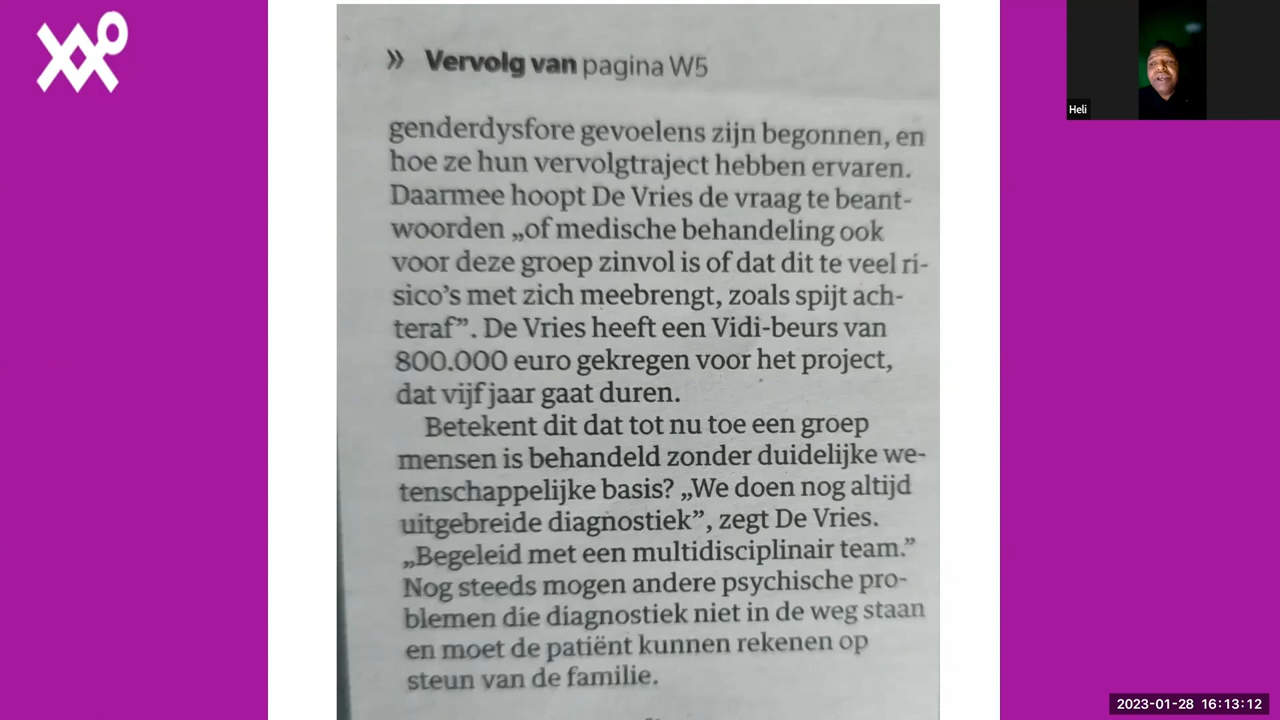 » Vervolg van pagina W5
genderdysfore gevoelens zijn begonnen, en
hoe ze hun vervolgtraject hebben ervaren.
Daarmee hoopt De Vries de vraag te beant-
woorden „of medische behandeling ook
voor deze groep zinvol is of dat dit te veel ri-
sico’s met zich meebrengt, zoals spijt ach-
teraf”. De Vries heeft een Vidi-beurs van
800.000 euro gekregen voor het project,
dat vijf jaar gaat duren.
Betekent dit dat tot nu toe een groep
mensen is behandeld zonder duidelijke we-
tenschappelijke basis? „We doen nog altijd
uitgebreide diagnostiek”, zegt De Vries.
„Begeleid met een multidisciplinair team.”
Nog steeds mogen andere psychische pro-
blemen die diagnostiek niet in de weg staan
en moet de patiënt kunnen rekenen op
steun van de familie.
Heli
2023-01-28 16:13:12